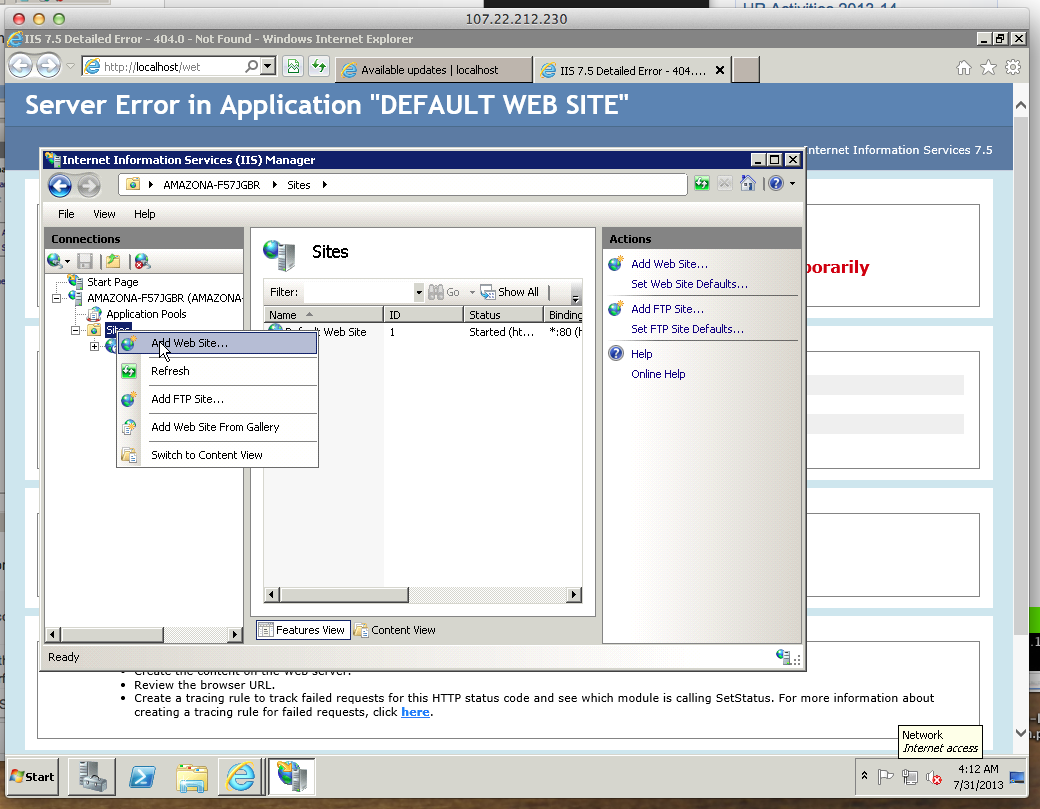 HR Activities 2013-14
107.22.212.230
IIS 7.5 Detailed Error - 404.0 - Not Found - Windows Internet Explorer
http://localhost/wet
Available updates | localhost
IIS 7.5 Detailed Error - 404....
Server Error in Application "DEFAULT WEB SITE"
Internet Information Services 7.5
Internet Information Services (IIS) Manager
AMAZONA-F57JGBR
Sites
File
View
Help
Connections
Start Page
AMAZONA-F57JGBR (AMAZONA-
Application Pools
Sites
Add Web Site...
Refresh
Add FTP Site...
Add Web Site From Gallery
Switch to Content View
Sites
Filter:
Go
Show All
Name
ID
Status
Binding
Default Web Site
1
Started (ht...
*:80 (h
Features View
Content View
Actions
Add Web Site...
Set Web Site Defaults...
Add FTP Site...
Set FTP Site Defaults...
Help
Online Help
Ready
porarily
Create the content on the Web server.
Review the browser URL.
Create a tracing rule to track failed requests for this HTTP status code and see which module is calling SetStatus. For more information about
creating a tracing rule for failed requests, click here.
Network
Internet access
Start
4:12 AM
7/31/2013